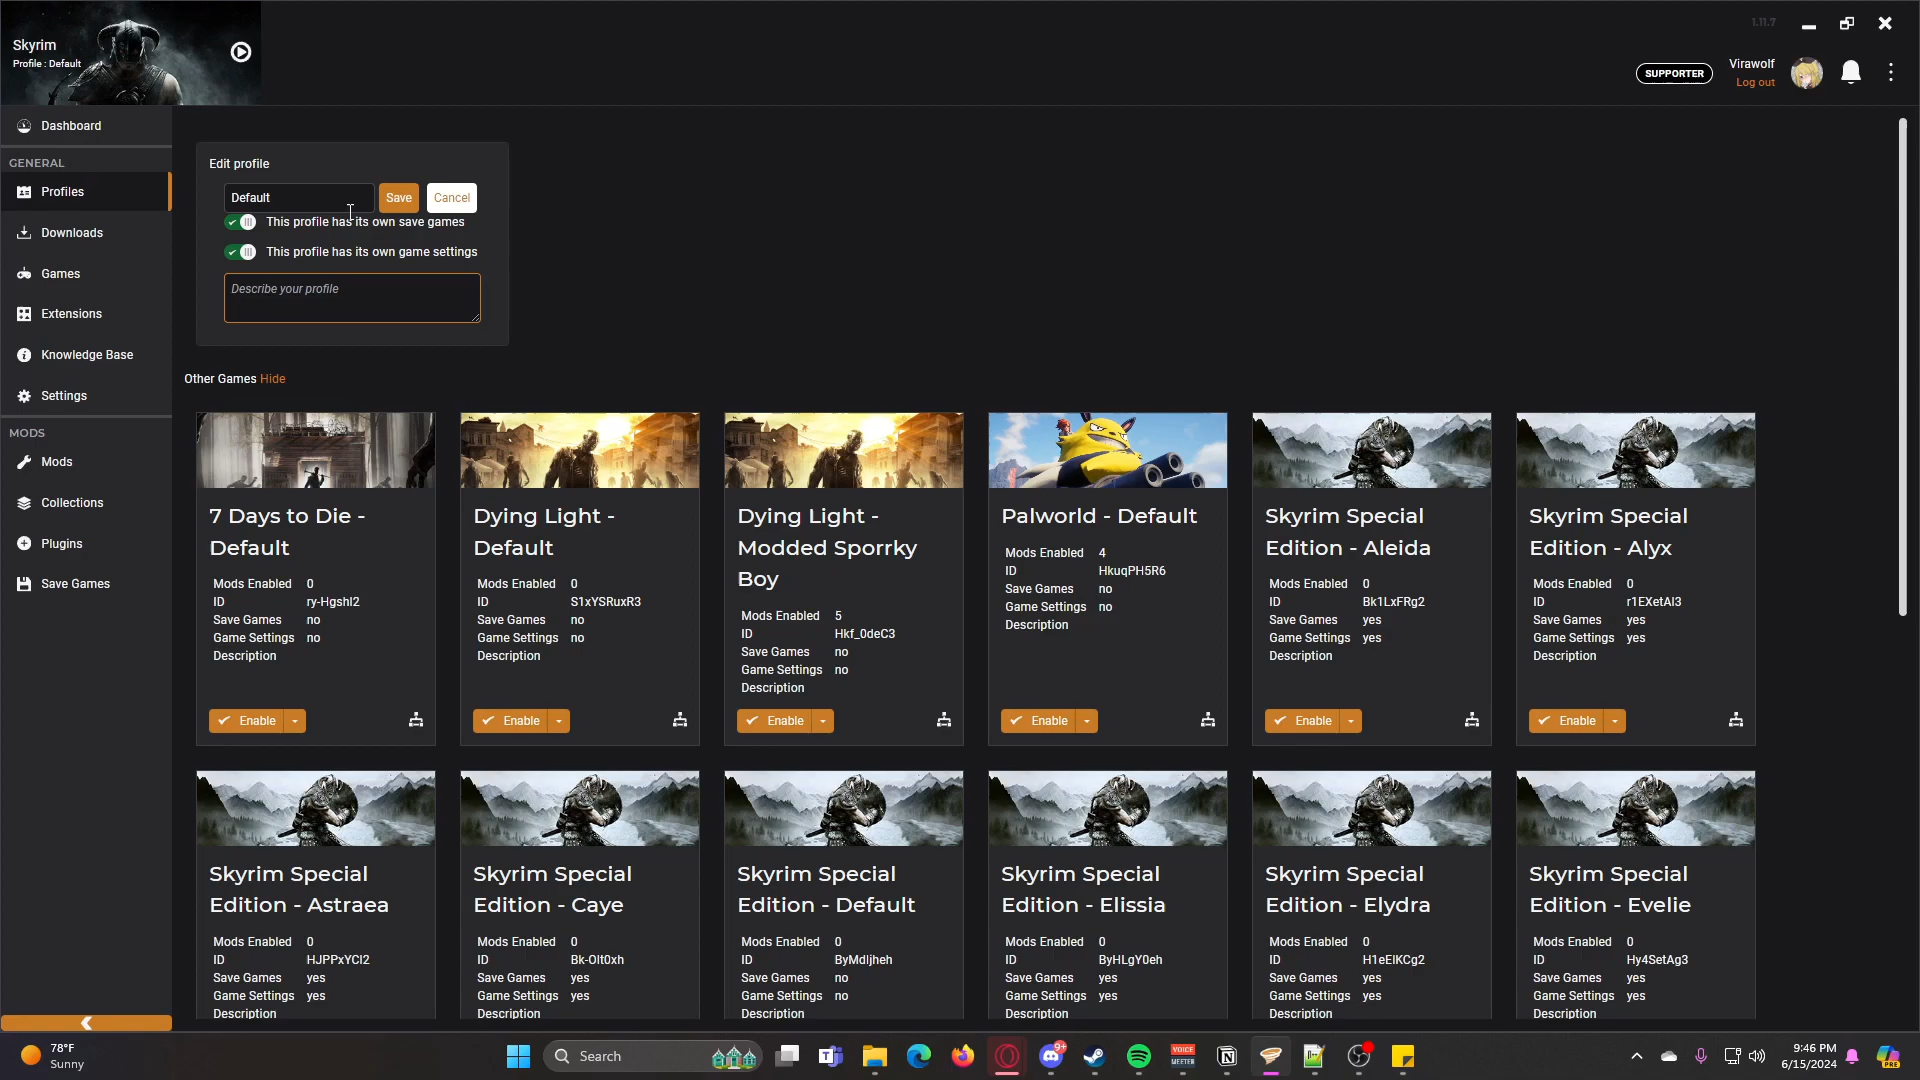 Skyrim
Profile : Default
1.11.7
SUPPORTER
Virawolf
Log out
Dashboard
GENERAL
Profiles
Downloads
Games
Extensions
Knowledge Base
Settings
MODS
Mods
Collections
Plugins
Save Games
Edit profile
Default
Save
Cancel
This profile has its own save games
This profile has its own game settings
Describe your profile
Other Games Hide
7 Days to Die -
Default
Mods Enabled 0
ID ry-Hgshl2
Save Games no
Game Settings no
Description
Enable
Dying Light -
Default
Mods Enabled 0
ID S1xYSRuxR3
Save Games no
Game Settings no
Description
Enable
Dying Light -
Modded Sporrky
Boy
Mods Enabled 5
ID Hkf_0deC3
Save Games no
Game Settings no
Description
Enable
Palworld - Default
Mods Enabled 4
ID HkuqPH5R6
Save Games no
Game Settings no
Description
Enable
Skyrim Special
Edition - Aleida
Mods Enabled 0
ID Bk1LxFRg2
Save Games yes
Game Settings yes
Description
Enable
Skyrim Special
Edition - Alyx
Mods Enabled 0
ID r1EXetAl3
Save Games yes
Game Settings yes
Description
Enable
Skyrim Special
Edition - Astraea
Mods Enabled 0
ID HJPPxYCl2
Save Games yes
Game Settings yes
Description
Skyrim Special
Edition - Caye
Mods Enabled 0
ID Bk-Olt0xh
Save Games yes
Game Settings yes
Description
Skyrim Special
Edition - Default
Mods Enabled 0
ID ByMdljheh
Save Games no
Game Settings no
Description
Skyrim Special
Edition - Elissia
Mods Enabled 0
ID ByHLgY0eh
Save Games yes
Game Settings yes
Description
Skyrim Special
Edition - Elydra
Mods Enabled 0
ID H1eElKCg2
Save Games yes
Game Settings yes
Description
Skyrim Special
Edition - Evelie
Mods Enabled 0
ID Hy4SetAg3
Save Games yes
Game Settings yes
Description
78°F
Sunny
Search
9+
VOICE
MEETER
9:46 PM
6/15/2024
PRE